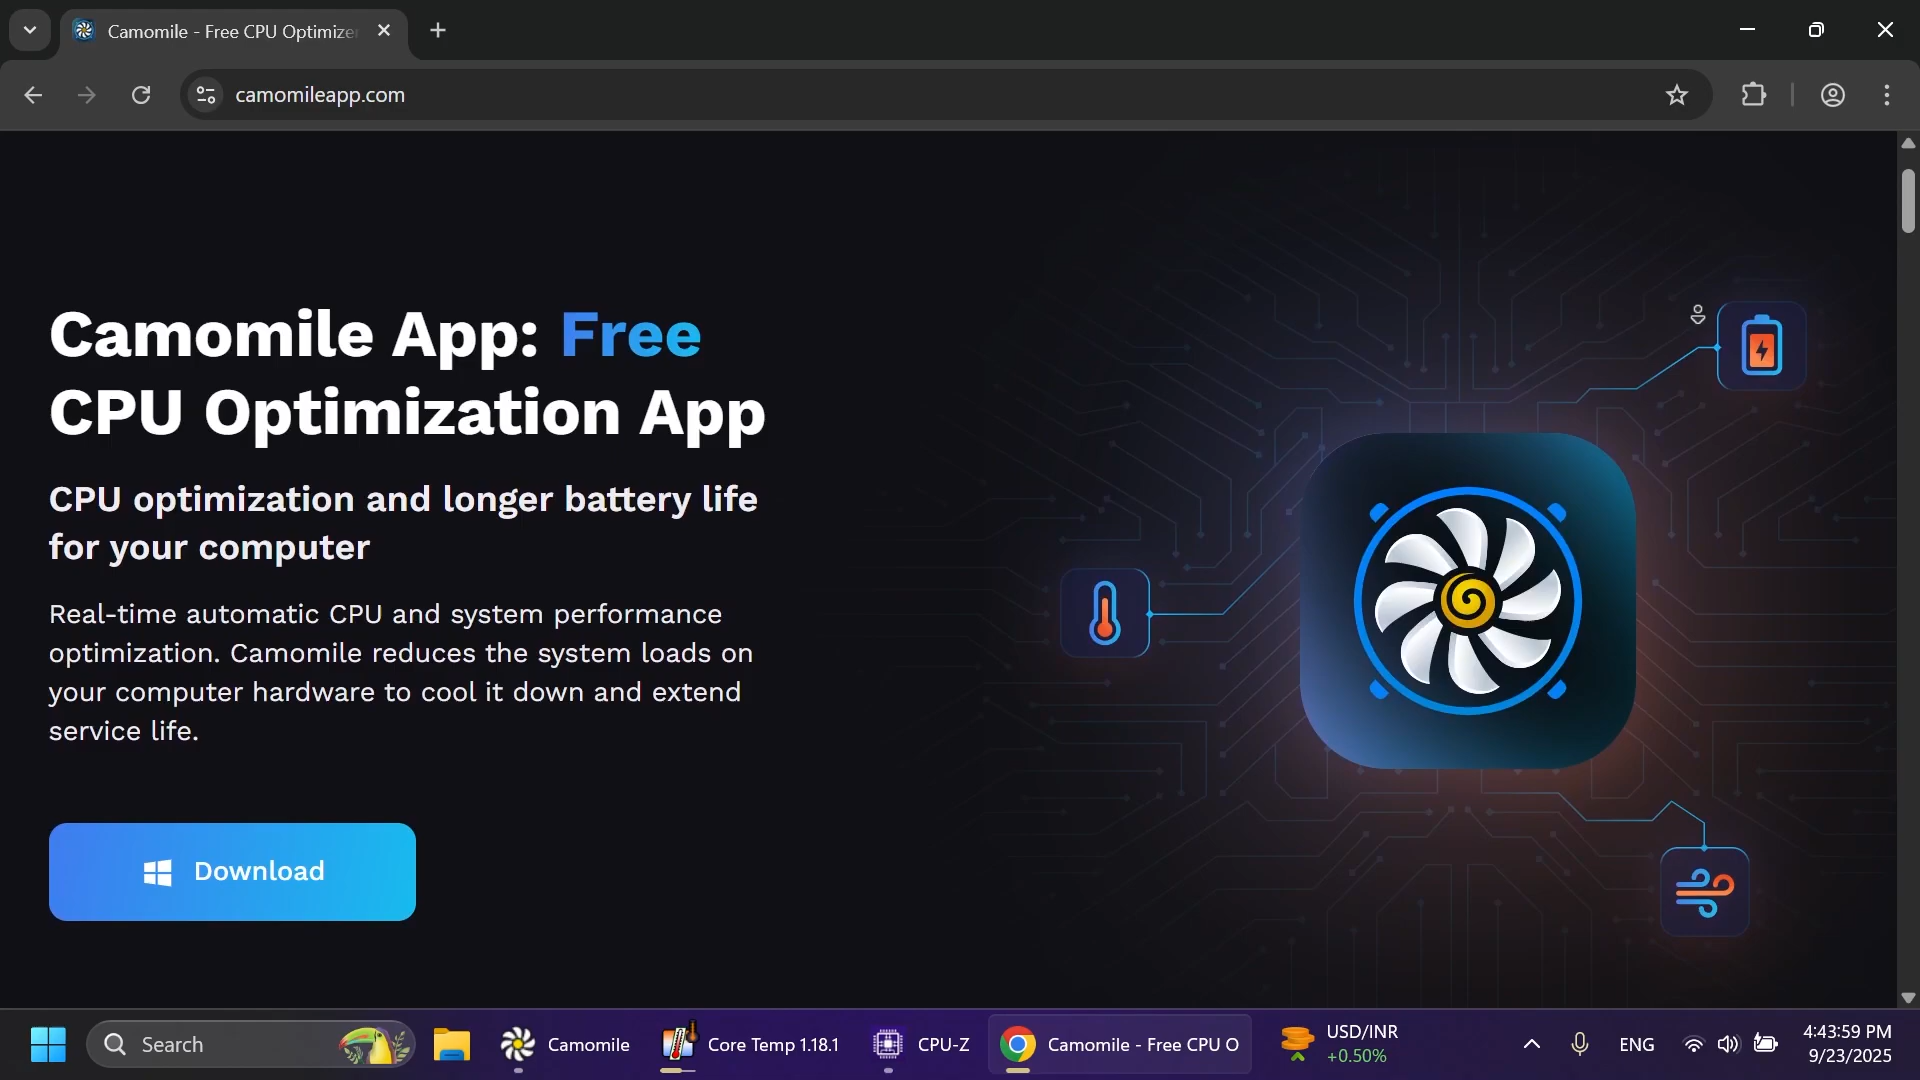 Camomile - Free CPU Optimize
camomileapp.com
Camomile App: Free
CPU Optimization App
CPU optimization and longer battery life
for your computer
Real-time automatic CPU and system performance
optimization. Camomile reduces the system loads on
your computer hardware to cool it down and extend
service life.
Download
Search
Camomile
Core Temp 1.18.1
CPU-Z
Camomile - Free CPU O
USD/INR
+0.50%
ENG
4:43:59 PM
9/23/2025